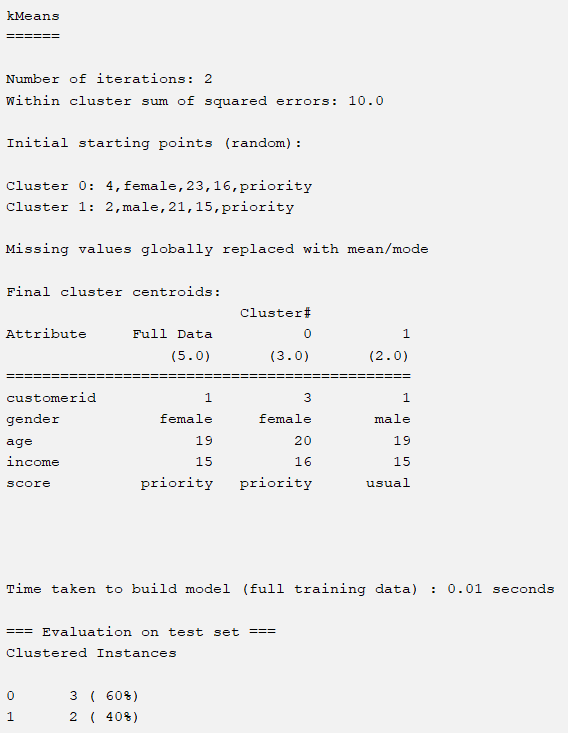 kMeans
======
Number of iterations: 2
Within cluster sum of squared errors: 10.0
Initial starting points (random):
Cluster 0: 4,female,23,16,priority
Cluster 1: 2,male,21,15,priority
Missing values globally replaced with mean/mode
Final cluster centroids:
                          Cluster#
Attribute     Full Data          0          1
                  (5.0)      (3.0)      (2.0)
=============================================
customerid            1          3          1
gender           female     female       male
age                  19         20         19
income               15         16         15
score          priority   priority      usual
Time taken to build model (full training data) : 0.01 seconds
=== Evaluation on test set ===
Clustered Instances
0      3 ( 60%)
1      2 ( 40%)